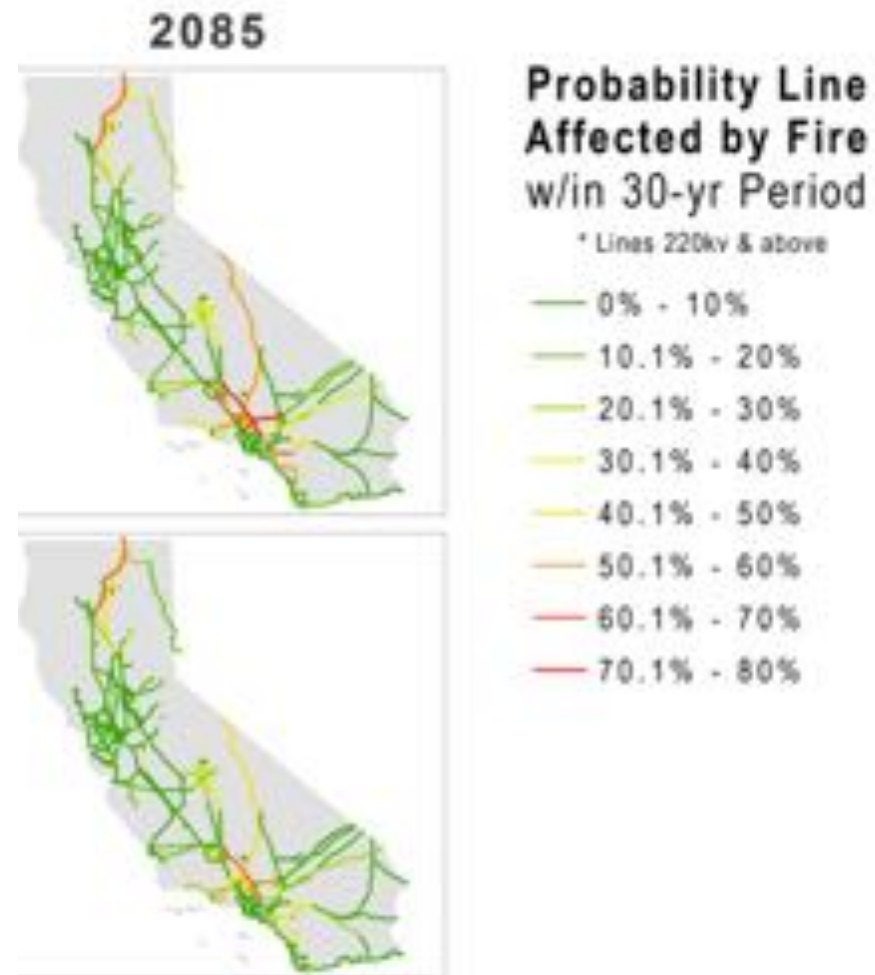 2085
Probability Line
Affected by Fire
w/in 30-yr Period
* Lines 220kv & above
0% - 10%
10.1% - 20%
20.1% - 30%
30.1% - 40%
40.1% - 50%
50.1% - 60%
60.1% - 70%
70.1% - 80%